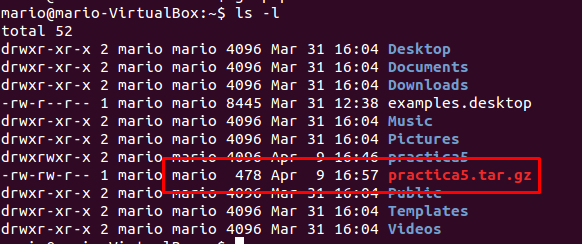 mario@mario-VirtualBox:~$ ls -l
total 52
drwxr-xr-x 2 mario mario 4096 Mar 31 16:04 Desktop
drwxr-xr-x 2 mario mario 4096 Mar 31 16:04 Documents
drwxr-xr-x 2 mario mario 4096 Mar 31 16:04 Downloads
-rw-r--r-- 1 mario mario 8445 Mar 31 12:38 examples.desktop
drwxr-xr-x 2 mario mario 4096 Mar 31 16:04 Music
drwxr-xr-x 2 mario mario 4096 Mar 31 16:04 Pictures
drwxrwxr-x 2 mario mario 4096 Apr 9 16:46 practica5
-rw-rw-r-- 1 mario mario 478 Apr 9 16:57 practica5.tar.gz
drwxr-xr-x 2 mario mario 4096 Mar 31 16:04 Public
drwxr-xr-x 2 mario mario 4096 Mar 31 16:04 Templates
drwxr-xr-x 2 mario mario 4096 Mar 31 16:04 Videos
mario@mario-VirtualBox:~$